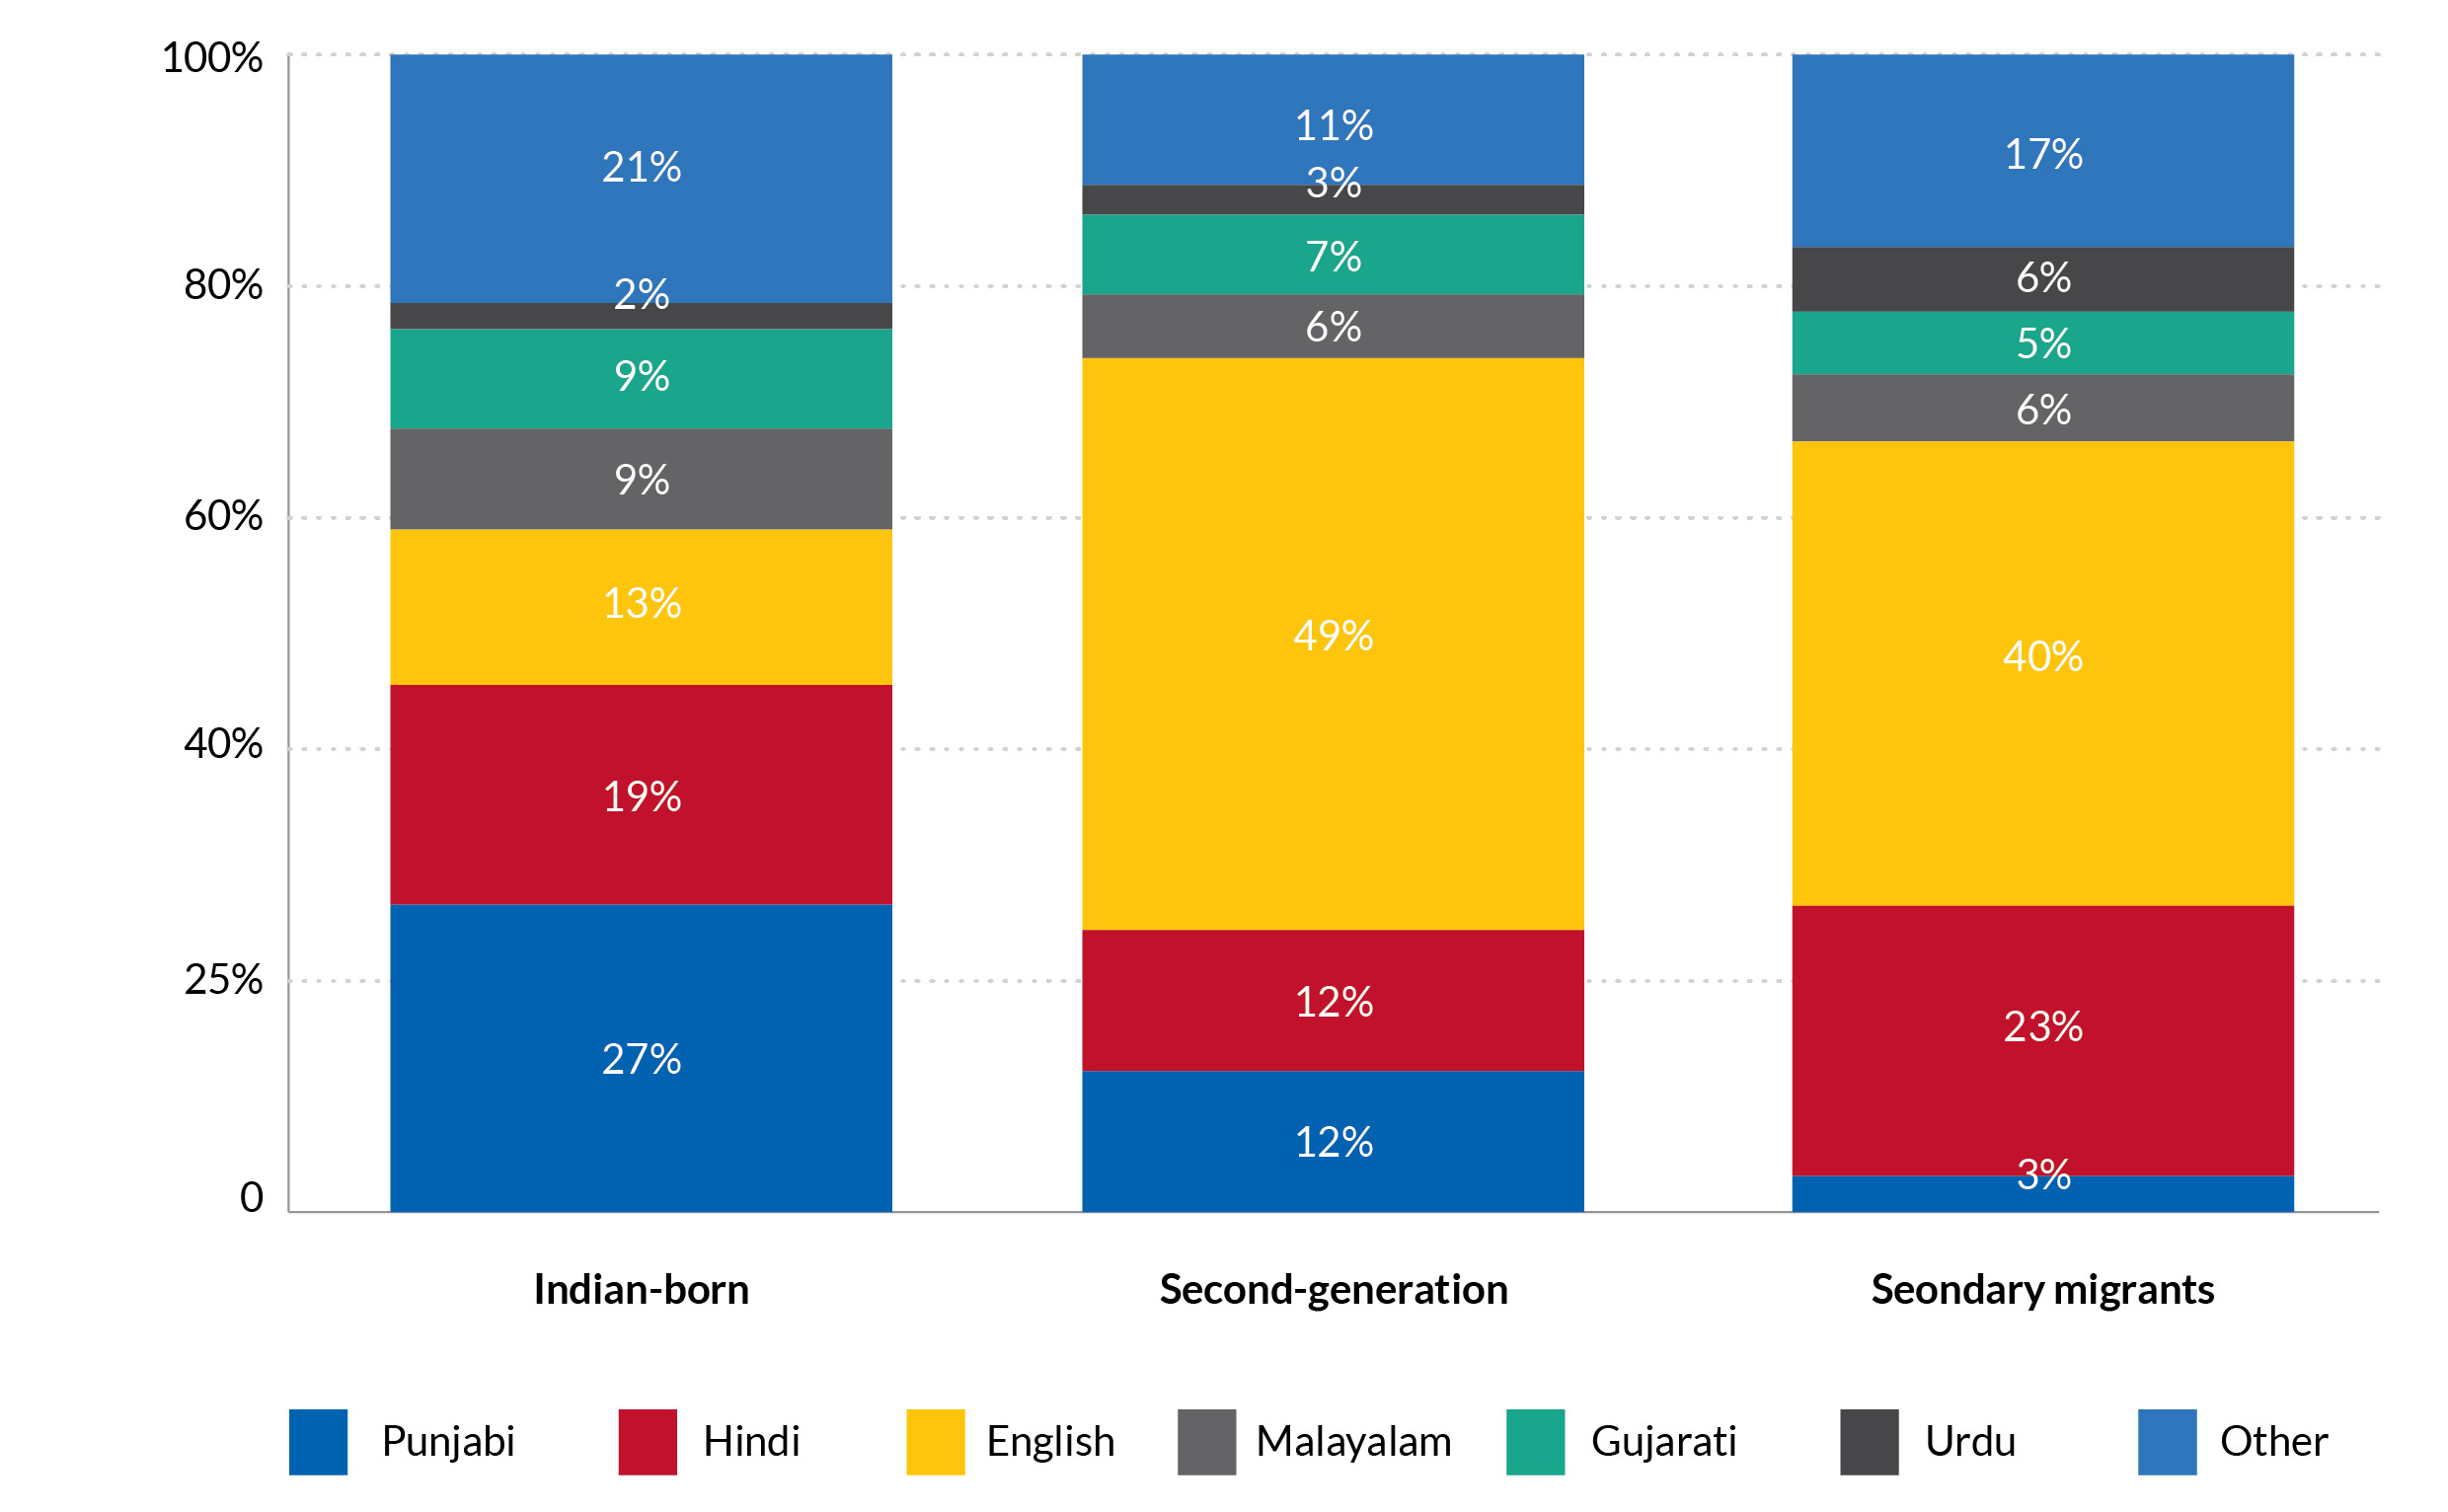 100%
80%
60%
40%
25%
0
21%
2%
9%
9%
13%
19%
27%
11%
3%
7%
6%
49%
12%
12%
17%
6%
5%
6%
40%
23%
3%
Indian-born
Second-generation
Seondary migrants
Punjabi
Hindi
English
Malayalam
Gujarati
Urdu
Other